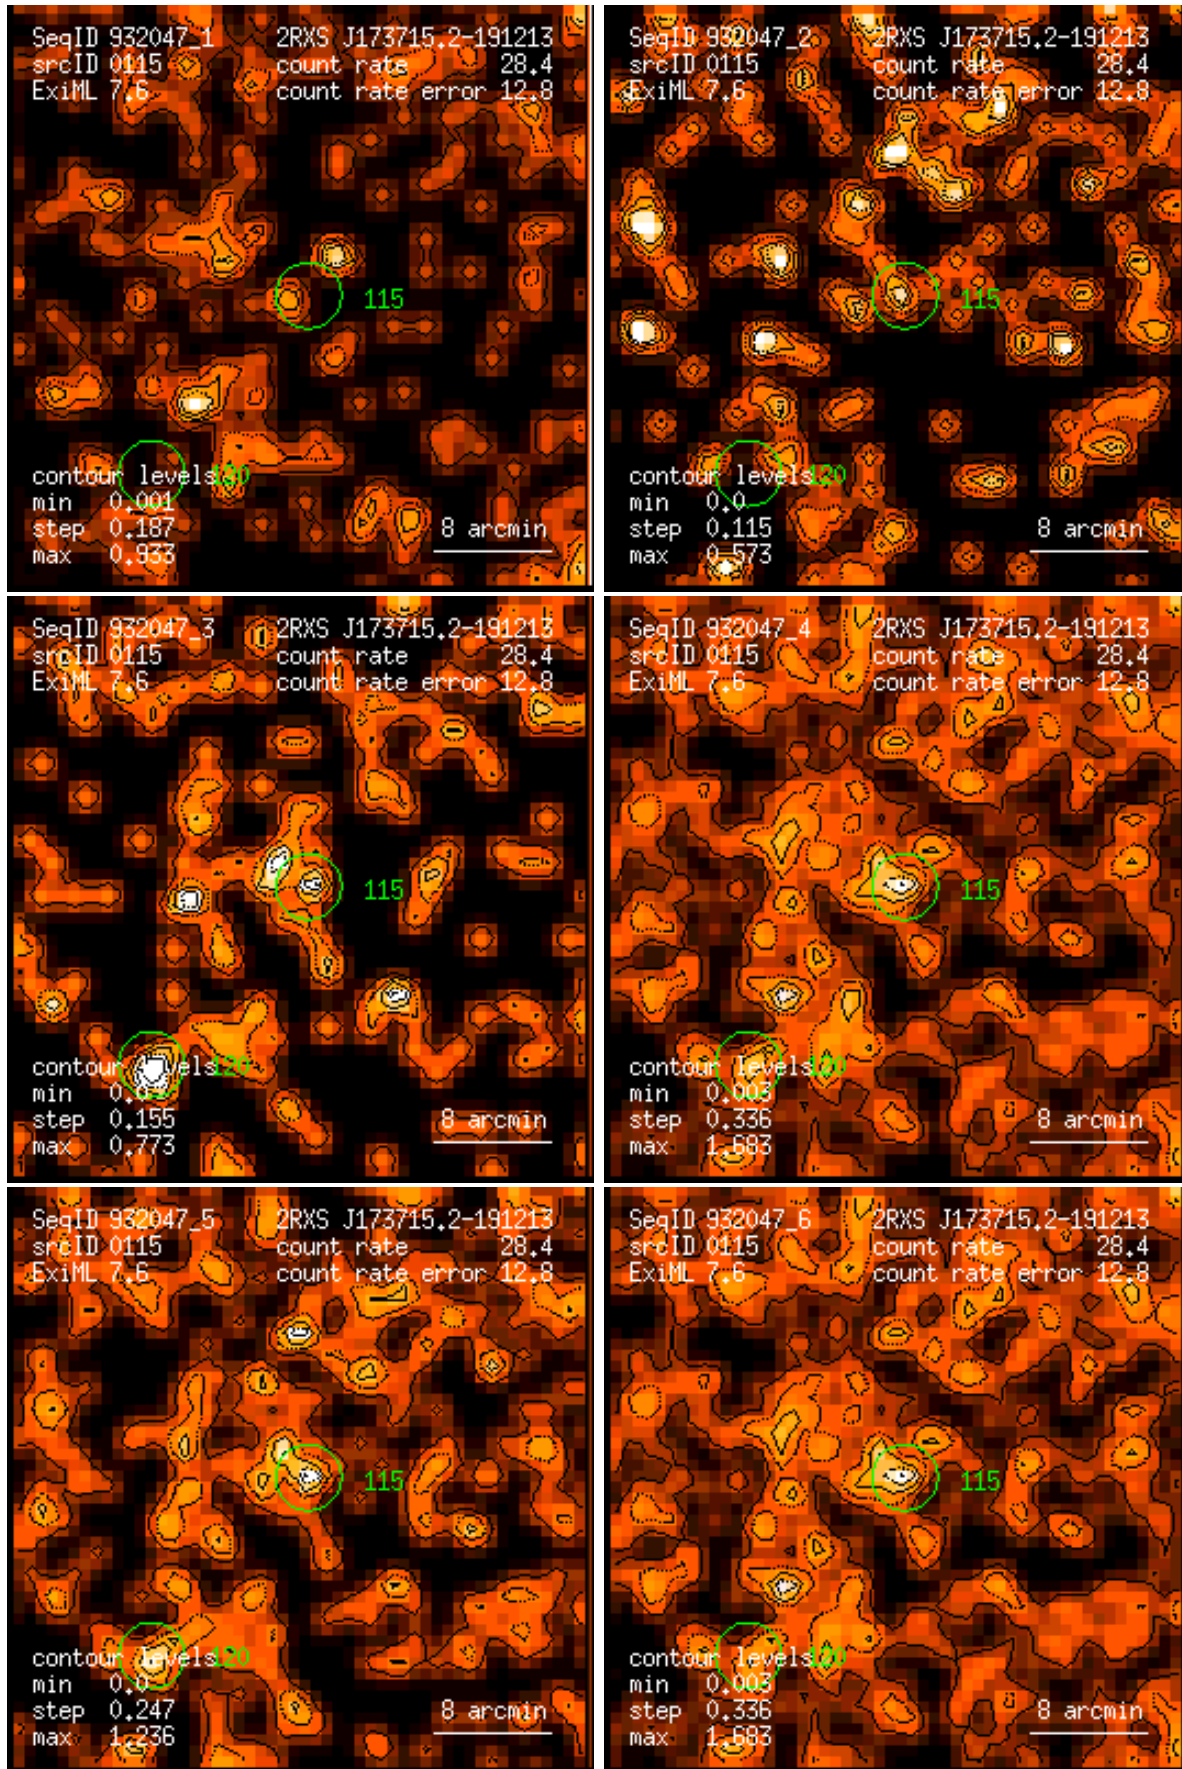 SeqID 932047_1 2RXS J173715.2-191213
srcID 0115 count rate 28.4
ExiML 7.6 count rate error 12.8
115
contour levels 120
min 0.001
step 0.187 8 arcmin
max 0.933
SeqID 932047_2 2RXS J173715.2-191213
srcID 0115 count rate 28.4
ExiML 7.6 count rate error 12.8
115
contour levels 120
min 0.0
step 0.115 8 arcmin
max 0.573
SeqID 932047_3 2RXS J173715.2-191213
srcID 0115 count rate 28.4
ExiML 7.6 count rate error 12.8
115
contour levels 120
min 0.0
step 0.155 8 arcmin
max 0.773
SeqID 932047_4 2RXS J173715.2-191213
srcID 0115 count rate 28.4
ExiML 7.6 count rate error 12.8
115
contour levels 120
min 0.003
step 0.336 8 arcmin
max 1.683
SeqID 932047_5 2RXS J173715.2-191213
srcID 0115 count rate 28.4
ExiML 7.6 count rate error 12.8
115
contour levels 120
min 0.0
step 0.247 8 arcmin
max 1.236
SeqID 932047_6 2RXS J173715.2-191213
srcID 0115 count rate 28.4
ExiML 7.6 count rate error 12.8
115
contour levels 120
min 0.003
step 0.336 8 arcmin
max 1.683